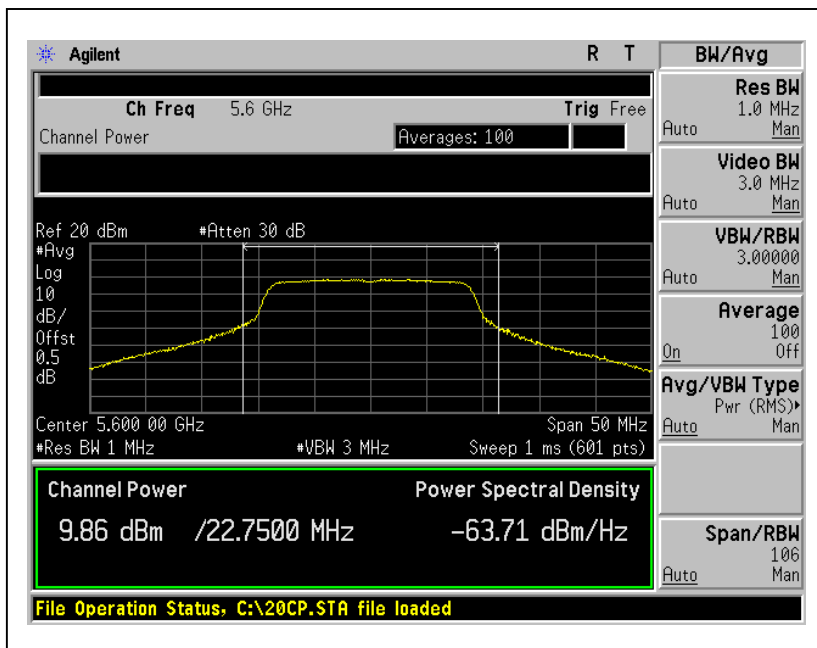 Agilent R T
Ch Freq 5.6 GHz Trig Free
Channel Power Averages: 100
Ref 20 dBm #Atten 30 dB
#Avg
Log
10
dB/
Offst
0.5
dB
Center 5.600 00 GHz Span 50 MHz
#Res BW 1 MHz #VBW 3 MHz Sweep 1 ms (601 pts)
Channel Power Power Spectral Density
9.86 dBm /22.7500 MHz -63.71 dBm/Hz
File Operation Status, C:\20CP.STA file loaded
BW/Avg
Res BW
1.0 MHz
Auto Man
Video BW
3.0 MHz
Auto Man
VBW/RBW
3.00000
Auto Man
Average
100
On Off
Avg/VBW Type
Pwr (RMS)▸
Auto Man
Span/RBW
106
Auto Man